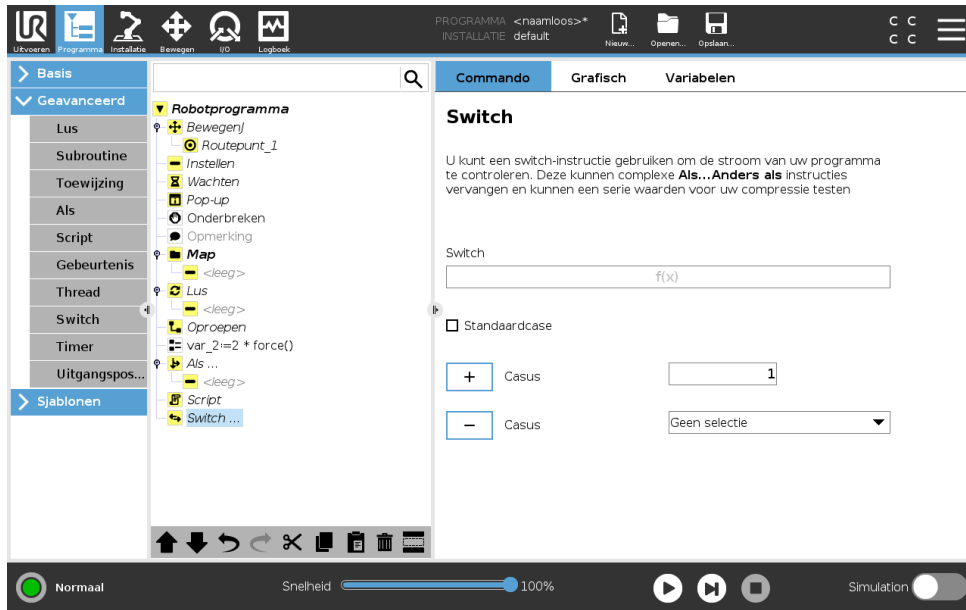 UR
Uitvoeren
Programma
Installatie
Bewegen
I/O
Logboek
PROGRAMMA <naamloos>*
INSTALLATIE default
Nieuw...
Openen...
Opslaan...
C C
C C
Basis
Geavanceerd
Lus
Subroutine
Toewijzing
Als
Script
Gebeurtenis
Thread
Switch
Timer
Uitgangspos...
Sjablonen
Robotprogramma
BewegenJ
Routepunt_1
Instellen
Wachten
Pop-up
Onderbreken
Opmerking
Map
<leeg>
Lus
<leeg>
Oproepen
var_2:=2 * force()
Als ...
<leeg>
Script
Switch ...
Commando Grafisch Variabelen
Switch
U kunt een switch-instructie gebruiken om de stroom van uw programma
te controleren. Deze kunnen complexe Als...Anders als instructies
vervangen en kunnen een serie waarden voor uw compressie testen
Switch
f(x)
Standaardcase
+ Casus 1
− Casus Geen selectie
Normaal
Snelheid 100%
Simulation